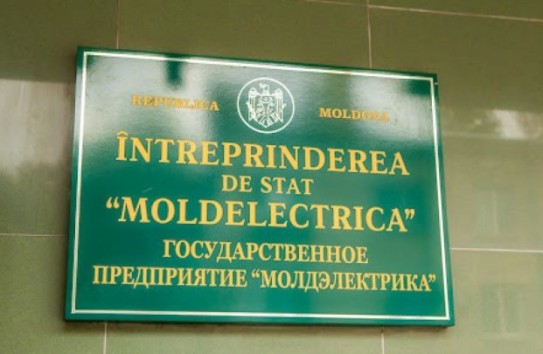 REPUBLICA MOLDOVA
ÎNTREPRINDEREA
DE STAT
“MOLDELECTRICA”
ГОСУДАРСТВЕННОЕ
ПРЕДПРИЯТИЕ “МОЛДЭЛЕКТРИКА”